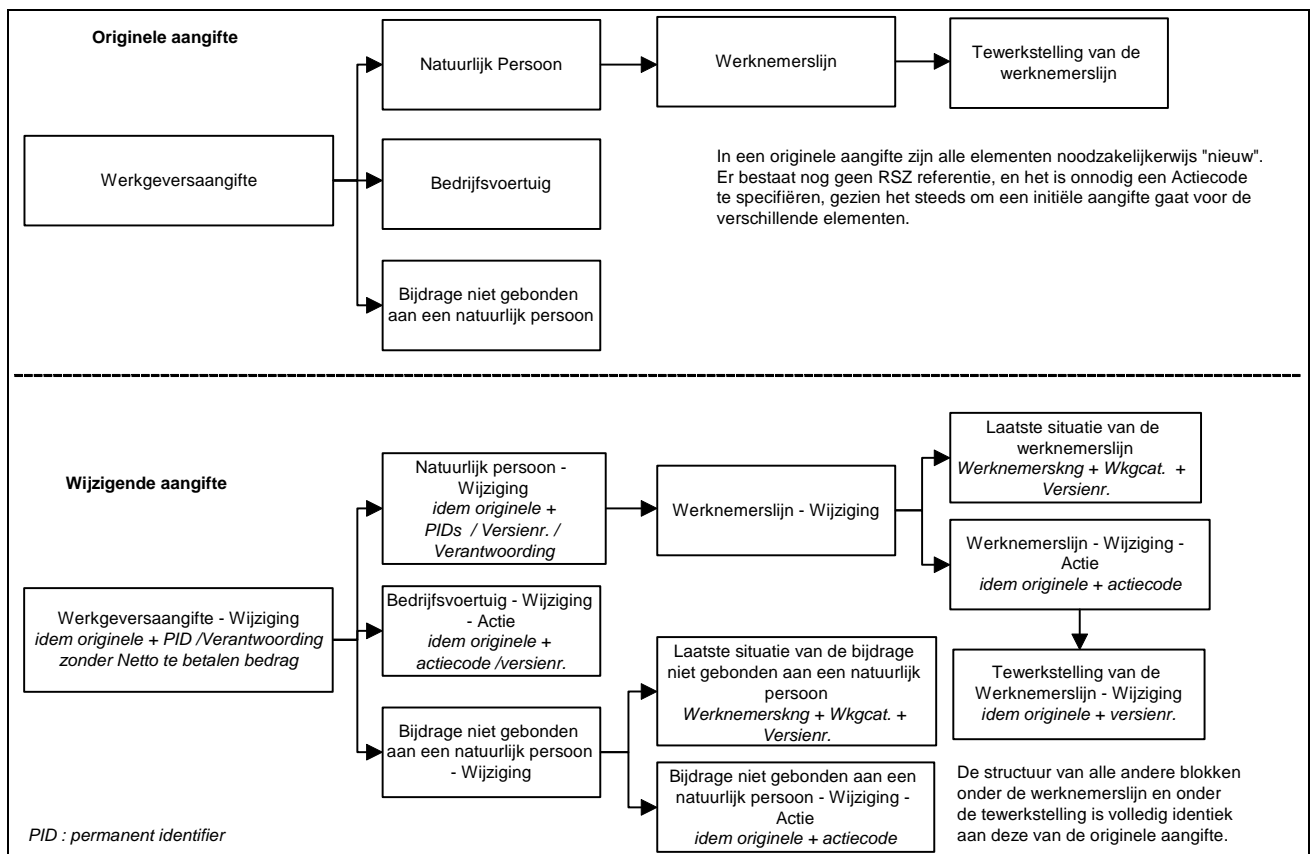 Originele aangifte
Natuurlijk Persoon
Werknemerslijn
Tewerkstelling van de
werknemerslijn
Werkgeversaangifte
Bedrijfsvoertuig
In een originele aangifte zijn alle elementen noodzakelijkerwijs "nieuw".
Er bestaat nog geen RSZ referentie, en het is onnodig een Actiecode
te specifiëren, gezien het steeds om een initiële aangifte gaat voor de
verschillende elementen.
Bijdrage niet gebonden
aan een natuurlijk persoon
Wijzigende aangifte
Natuurlijk persoon -
Wijziging
idem originele +
PIDs / Versienr. /
Verantwoording
Werknemerslijn - Wijziging
Laatste situatie van de
werknemerslijn
Werknemerskng + Wkgcat. +
Versienr.
Werknemerslijn - Wijziging -
Actie
idem originele + actiecode
Werkgeversaangifte - Wijziging
idem originele + PID /Verantwoording
zonder Netto te betalen bedrag
Bedrijfsvoertuig - Wijziging
- Actie
idem originele +
actiecode /versienr.
Laatste situatie van de bijdrage
niet gebonden aan een natuurlijk
persoon
Werknemerskng + Wkgcat. +
Versienr.
Tewerkstelling van de
Werknemerslijn - Wijziging
idem originele + versienr.
Bijdrage niet gebonden
aan een natuurlijk persoon
- Wijziging
Bijdrage niet gebonden aan een
natuurlijk persoon - Wijziging -
Actie
idem originele + actiecode
De structuur van alle andere blokken
onder de werknemerslijn en onder
de tewerkstelling is volledig identiek
aan deze van de originele aangifte.
PID : permanent identifier